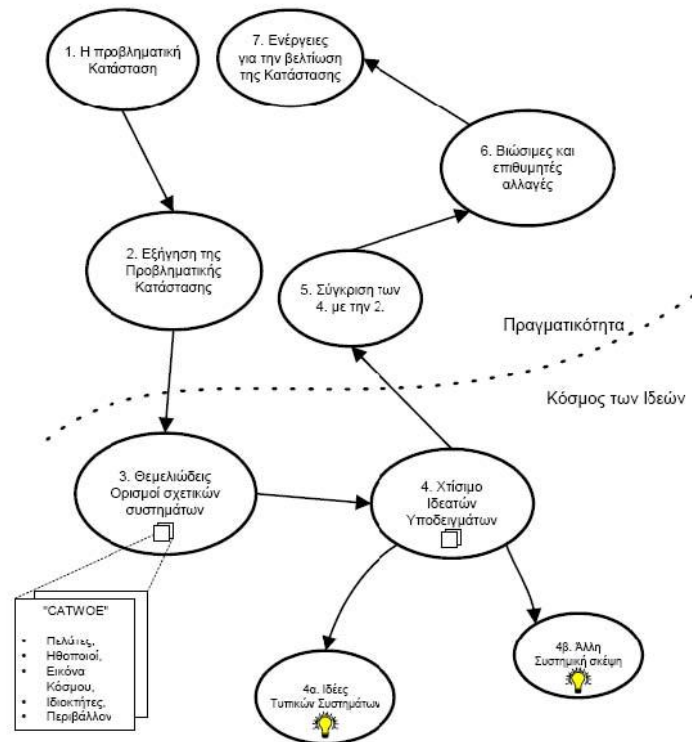 1. Η προβληματική
Κατάσταση
7. Ενέργειες
για την βελτίωση
της Κατάστασης
6. Βιώσιμες και
επιθυμητές
αλλαγές
2. Εξήγηση της
Προβληματικής
Κατάστασης
5. Σύγκριση των
4. με την 2.
Πραγματικότητα
Κόσμος των Ιδεών
3. Θεμελιώδεις
Ορισμοί σχετικών
συστημάτων
4. Χτίσιμο
Ιδεατών
Υποδειγμάτων
"CATWOE"
• Πελάτες,
• Ηθοποιοί,
• Εικόνα
Κόσμου,
• Ιδιοκτήτες,
• Περιβάλλον
4α. Ιδέες
Τυπικών Συστημάτων
4β. Άλλη
Συστημική σκέψη